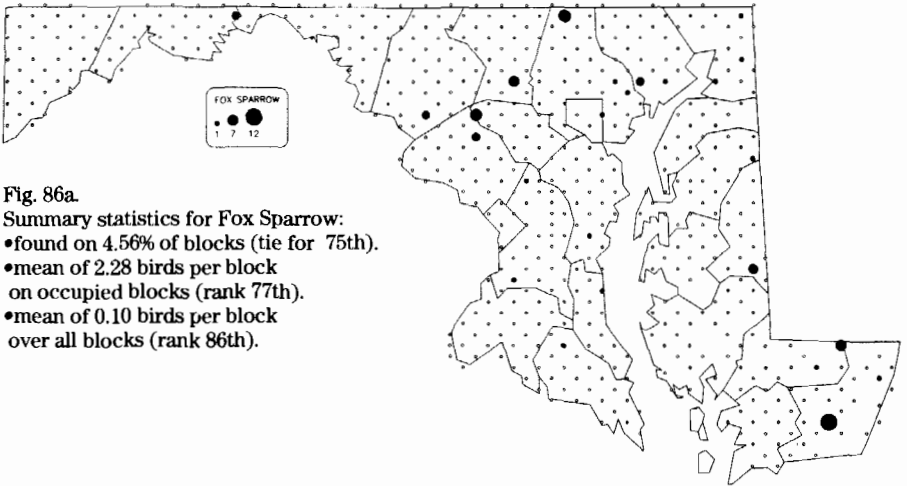 FOX SPARROW
1 7 12
Fig. 86a.
Summary statistics for Fox Sparrow:
•found on 4.56% of blocks (tie for 75th).
•mean of 2.28 birds per block
on occupied blocks (rank 77th).
•mean of 0.10 birds per block
over all blocks (rank 86th).